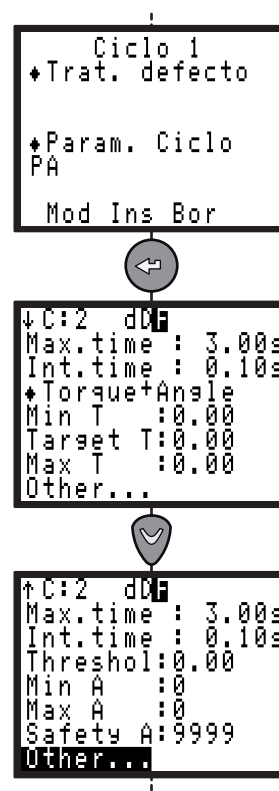 Ciclo 1
♦Trat. defecto
♦Param. Ciclo
PA
Mod Ins Bor
↓C:2 dDF
Max.time : 3.00s
Int.time : 0.10s
♦Torque+Angle
Min T :0.00
Target T:0.00
Max T :0.00
Other...
↑C:2 dDF
Max.time : 3.00s
Int.time : 0.10s
Threshol:0.00
Min A :0
Max A :0
Safety A:9999
Other...